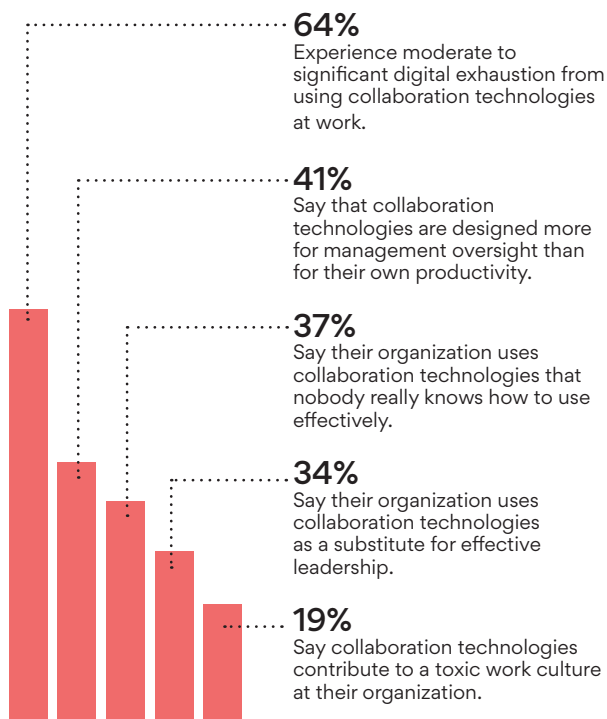 64%
Experience moderate to
significant digital exhaustion from
using collaboration technologies
at work.
41%
Say that collaboration
technologies are designed more
for management oversight than
for their own productivity.
37%
Say their organization uses
collaboration technologies that
nobody really knows how to use
effectively.
34%
Say their organization uses
collaboration technologies
as a substitute for effective
leadership.
19%
Say collaboration technologies
contribute to a toxic work culture
at their organization.